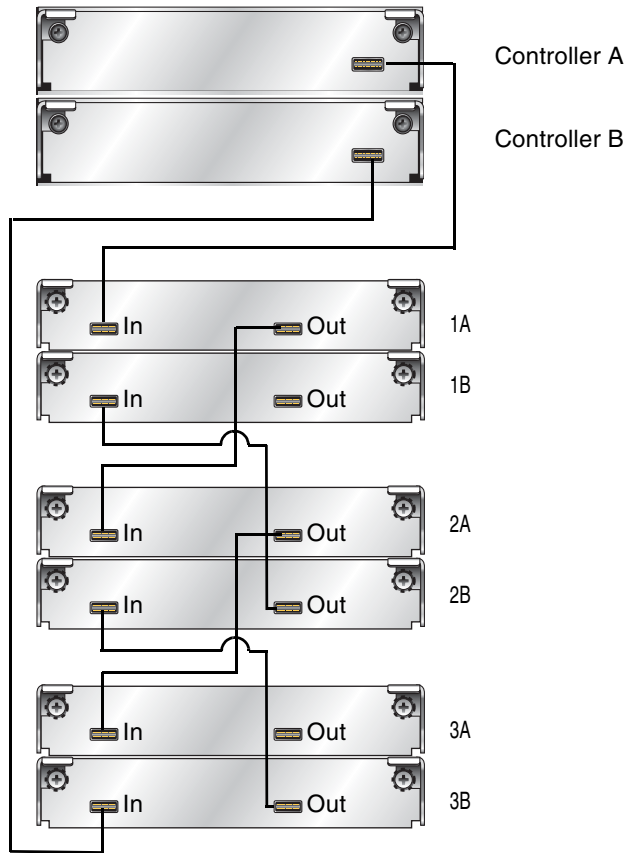 Controller A
Controller B
In Out 1A
In Out 1B
In Out 2A
In Out 2B
In Out 3A
In Out 3B